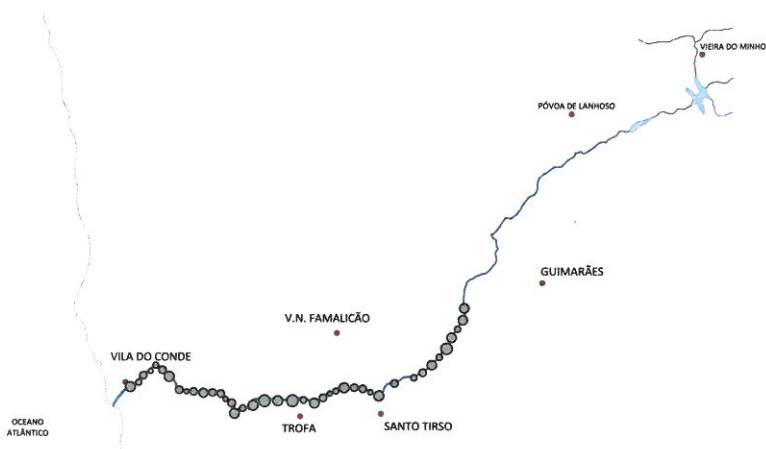 VIEIRA DO MINHO
PÓVOA DE LANHOSO
GUIMARÃES
V.N. FAMALICÃO
VILA DO CONDE
OCEANO
ATLÂNTICO
TROFA
SANTO TIRSO